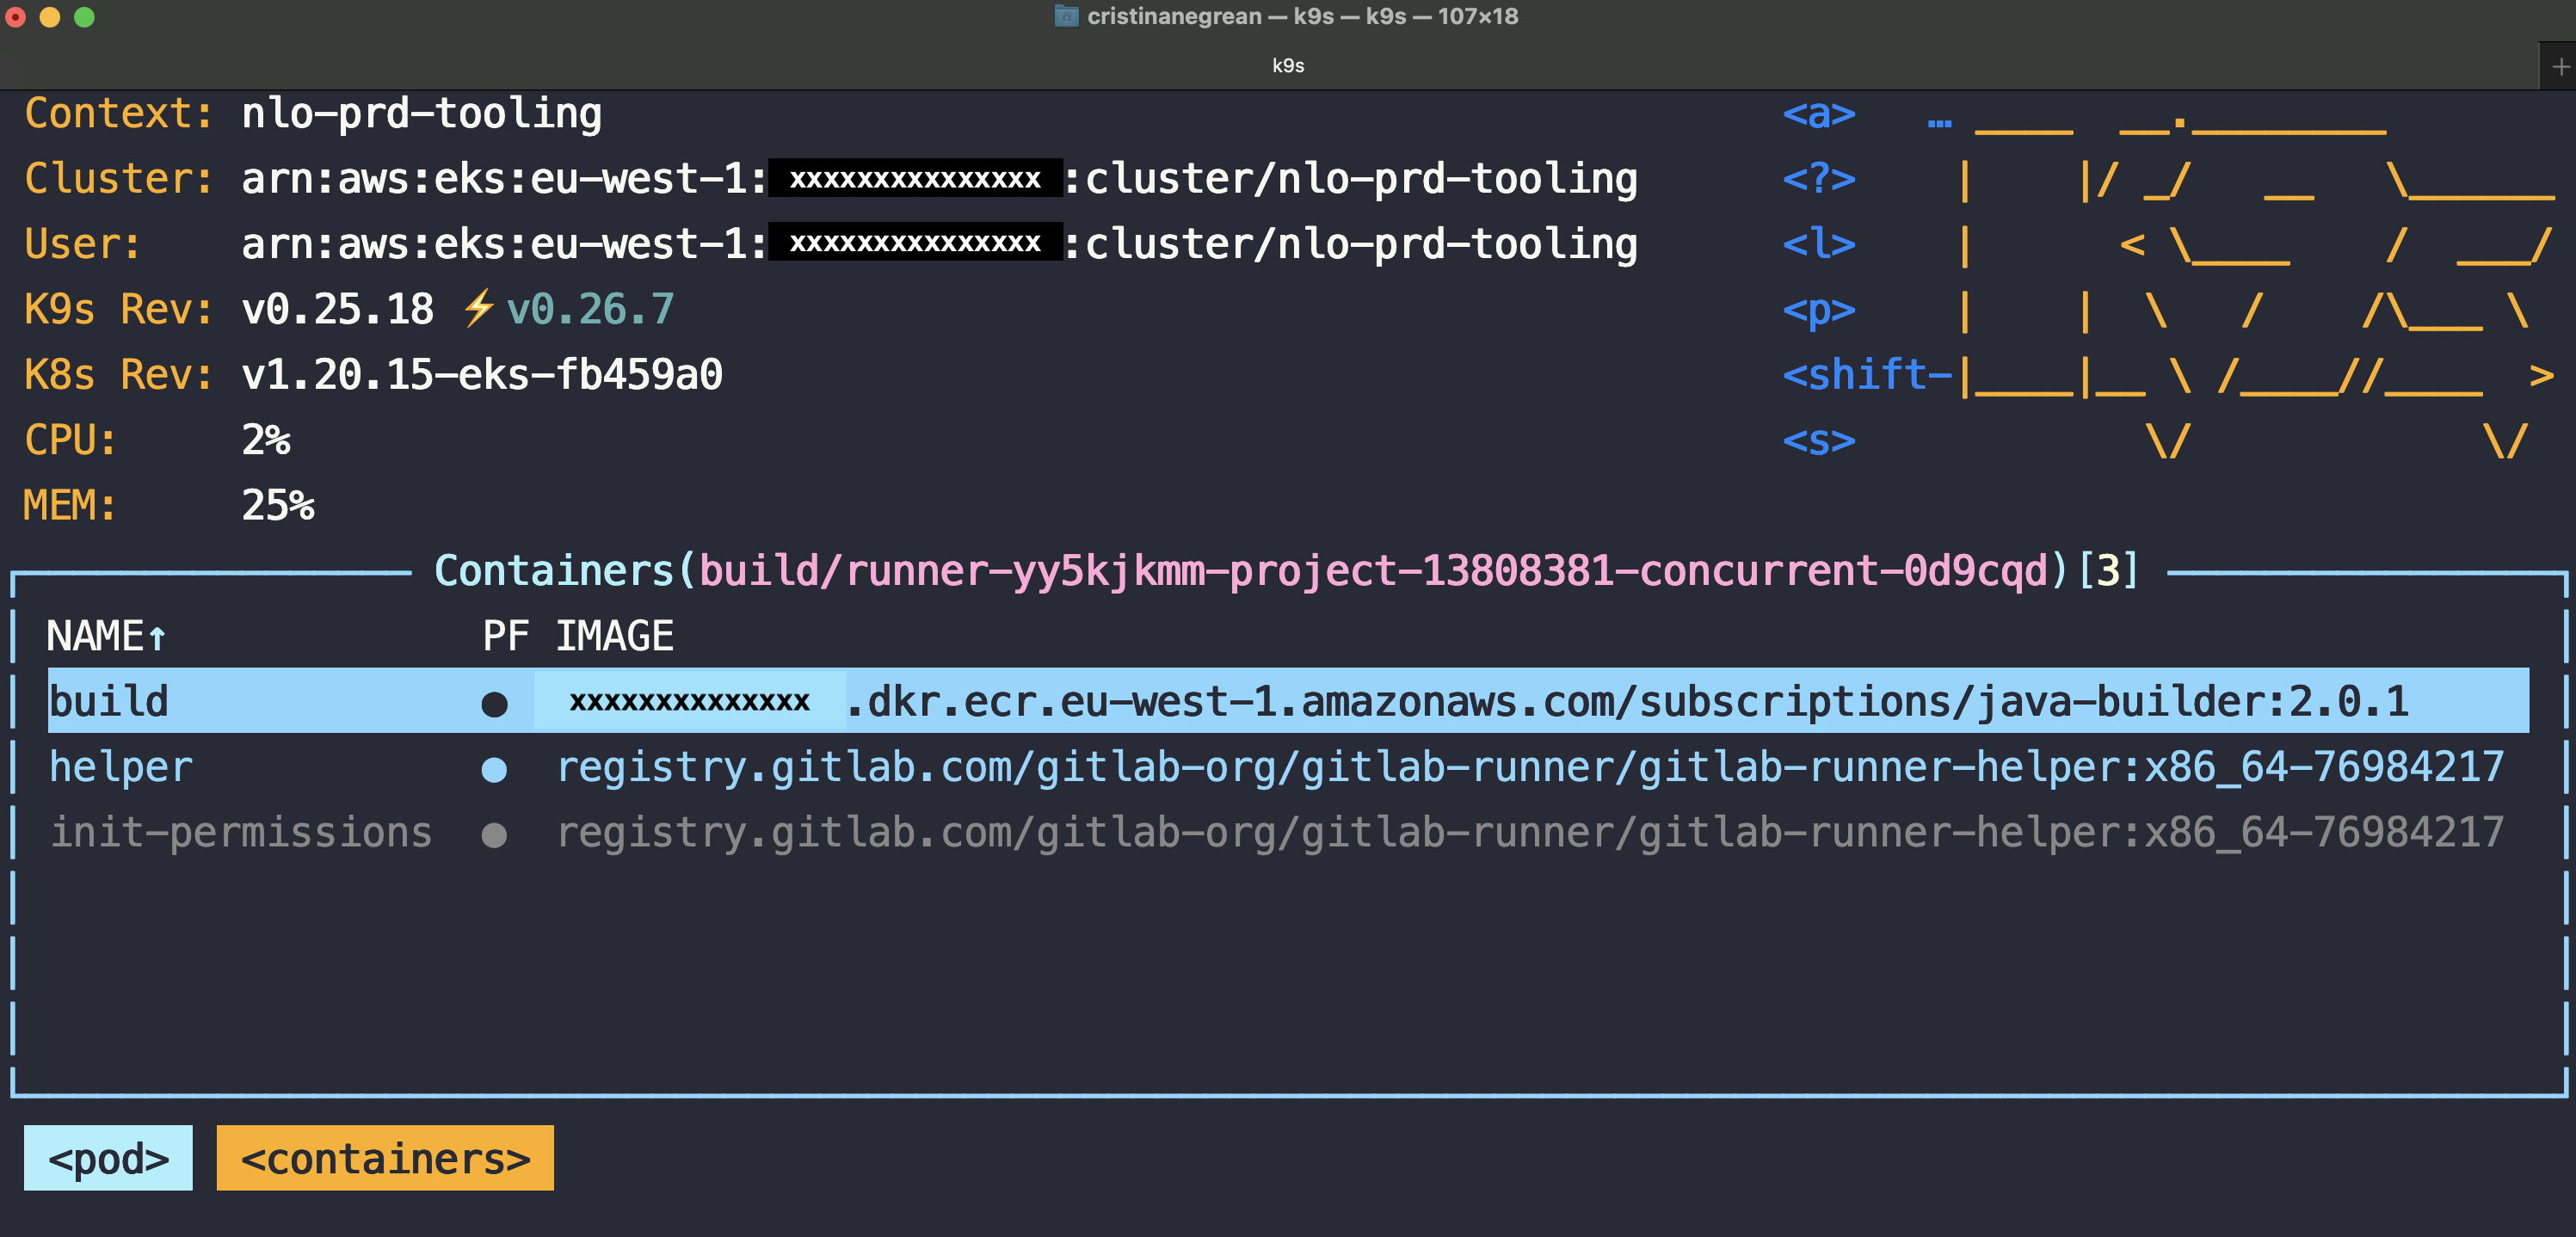 cristinanegrean — k9s — k9s — 107×18
k9s
Context: nlo-prd-tooling <a> …
Cluster: arn:aws:eks:eu-west-1: xxxxxxxxxxxxxxx :cluster/nlo-prd-tooling <?>
User: arn:aws:eks:eu-west-1: xxxxxxxxxxxxxxx :cluster/nlo-prd-tooling <l>
K9s Rev: v0.25.18 ⚡v0.26.7 <p>
K8s Rev: v1.20.15-eks-fb459a0 <shift-
CPU: 2% <s>
MEM: 25%
Containers(build/runner-yy5kjkmm-project-13808381-concurrent-0d9cqd)[3]
NAME↑ PF IMAGE
build ● xxxxxxxxxxxxxx .dkr.ecr.eu-west-1.amazonaws.com/subscriptions/java-builder:2.0.1
helper ● registry.gitlab.com/gitlab-org/gitlab-runner/gitlab-runner-helper:x86_64-76984217
init-permissions ● registry.gitlab.com/gitlab-org/gitlab-runner/gitlab-runner-helper:x86_64-76984217
<pod> <containers>